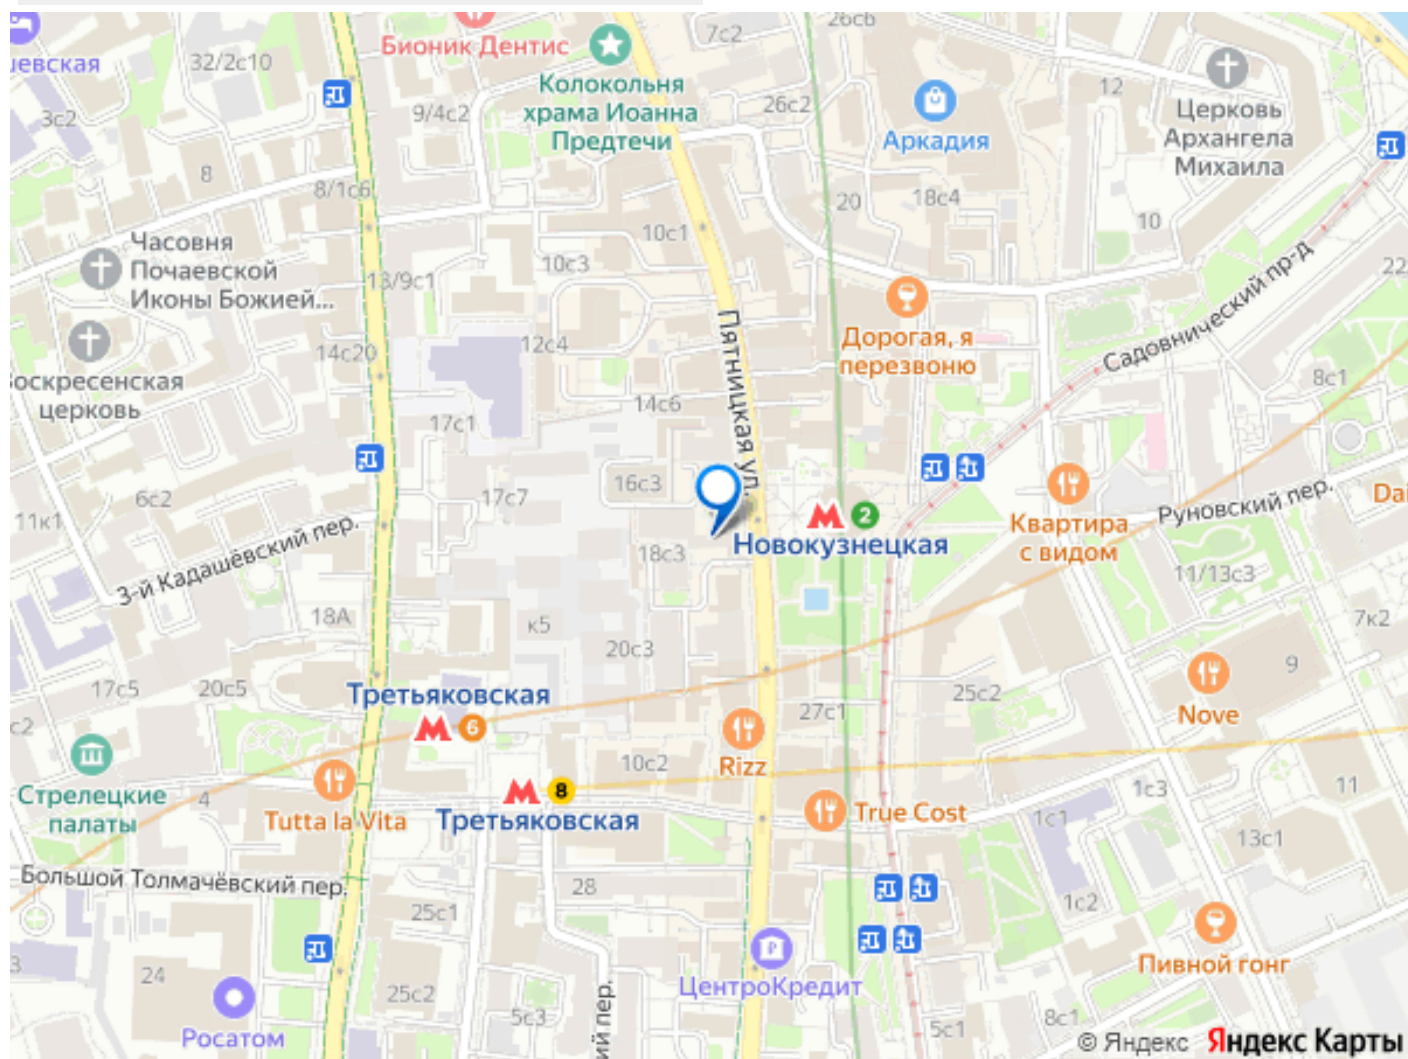 26с6
7с2
Бионик Дентис
32/2с10
12
Колокольня
храма Иоанна
Предтечи
26с2
9/4с2
3с2
Аркадия
Церковь
Архангела
Михаила
8
8/1с6
20
18с4
10
10с1
Часовня
Почаевской
Иконы Божией...
13/9с1
10с3
22
Садовнический пр-д
Пятницкая ул.
Дорогая, я
перезвоню
14с20
12с4
церковь
8с1
14с6
17с1
16с3
17с7
6с2
11к1
2
Новокузнецкая
Квартира
с видом
Руновский пер.
3-й Кадашёвский пер.
18с3
11/13с3
18А
к5
20с3
7к2
9
17с5
20с5
Третьяковская
6
25с2
27с1
Nove
Rizz
10с2
8
Третьяковская
Стрелецкие
палаты
4
Tutta la Vita
True Cost
1с3
11
1с1
13с1
Большой Толмачёвский пер.
28
25с1
1с2
Пивной гонг
24
ЦентроКредит
25с2
5с3
Росатом
5с1
8с1
© Яндекс Яндекс Карты